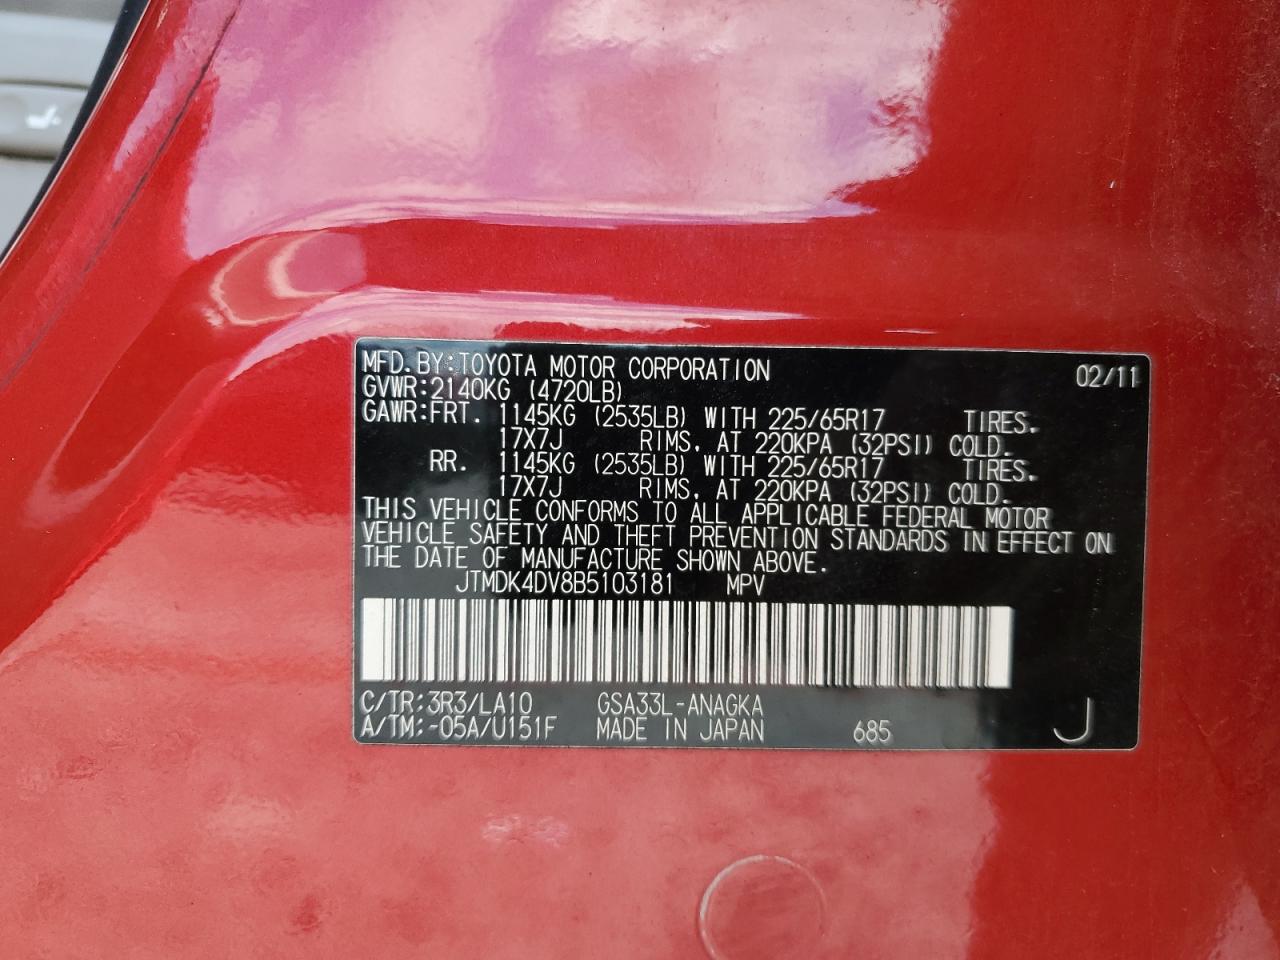 MFD. BY: TOYOTA MOTOR CORPORATION 02/11
GVWR: 2140KG (4720LB)
GAWR: FRT. 1145KG (2535LB) WITH 225/65R17 TIRES.
17X7J RIMS, AT 220KPA (32PSI) COLD.
RR. 1145KG (2535LB) WITH 225/65R17 TIRES.
17X7J RIMS, AT 220KPA (32PSI) COLD.
THIS VEHICLE CONFORMS TO ALL APPLICABLE FEDERAL MOTOR
VEHICLE SAFETY AND THEFT PREVENTION STANDARDS IN EFFECT ON
THE DATE OF MANUFACTURE SHOWN ABOVE.
JTMDK4DV8B5103181 MPV
C/TR: 3R3/LA10 GSA33L-ANAGKA
A/TM: -05A/U151F MADE IN JAPAN 685 J